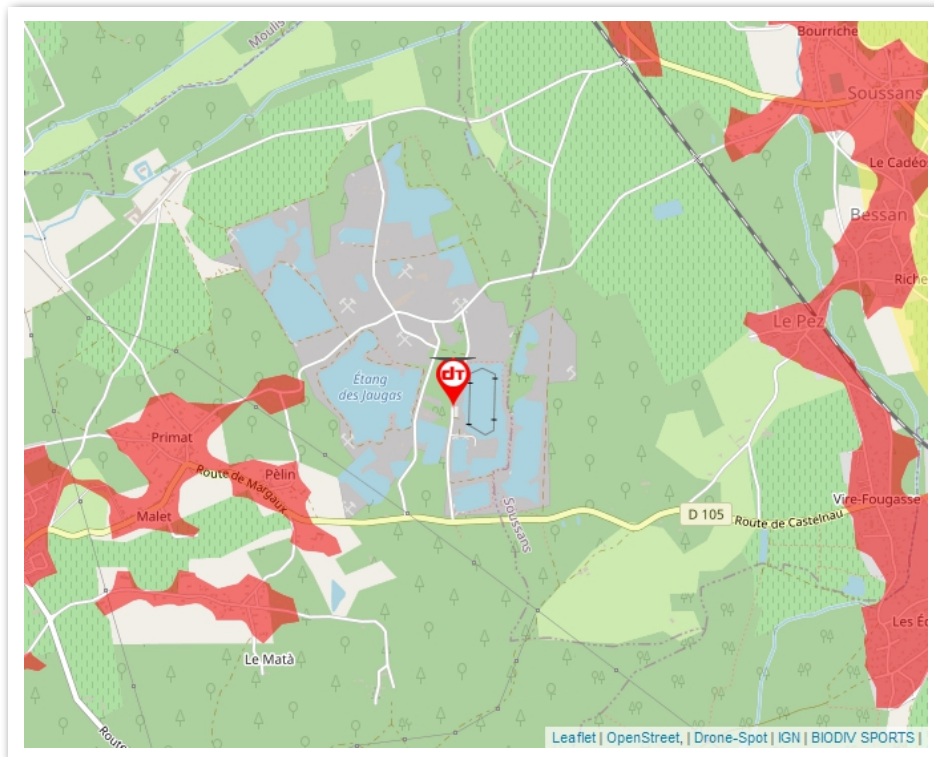 Moulis
Bourriche
Soussans
Le Cadéo
Bessan
Riche
Le Pez
Étang
des Jaugas
dT
Primat
Route de Margaux
Pèlin
Malet
Vire-Fougasse
D 105
Route de Castelnau
Soussans
Les Éc
Le Matà
Route
Leaflet | OpenStreet, | Drone-Spot | IGN | BIODIV SPORTS |